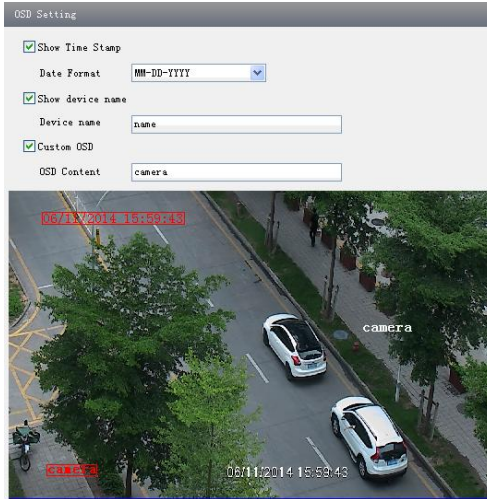 OSD Setting
Show Time Stamp
Date Format MM-DD-YYYY
Show device name
Device name name
Custom OSD
OSD Content camera
06/11/2014 15:59:43
camera
camera
06/11/2014 15:59:43